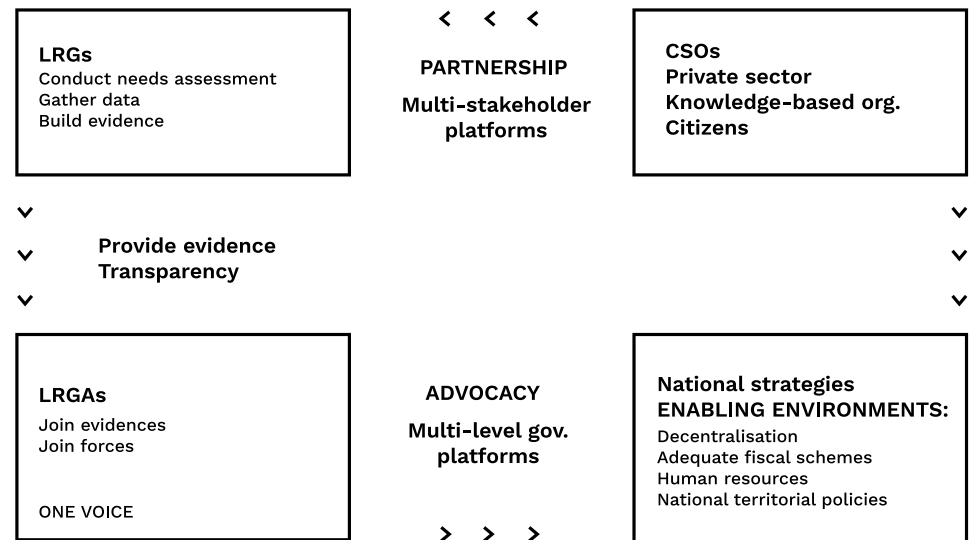 LRGs
Conduct needs assessment
Gather data
Build evidence
PARTNERSHIP
Multi-stakeholder
platforms
CSOs
Private sector
Knowledge-based org.
Citizens
Provide evidence
Transparency
LRGAs
Join evidences
Join forces
ONE VOICE
ADVOCACY
Multi-level gov.
platforms
National strategies
ENABLING ENVIRONMENTS:
Decentralisation
Adequate fiscal schemes
Human resources
National territorial policies